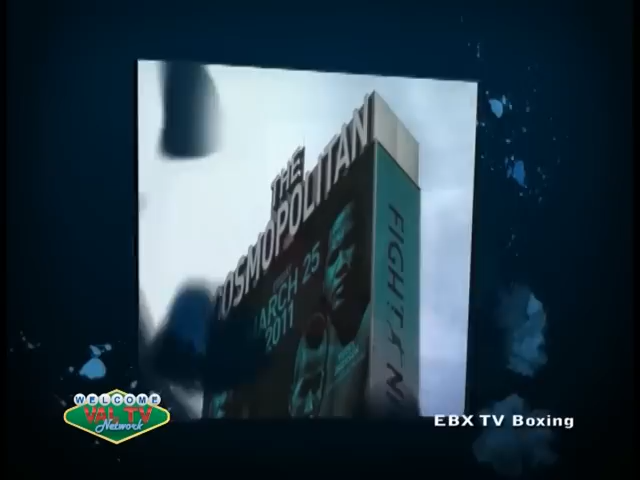 THE
COSMOPOLITAN
MARCH 25
2011
FIGHT
WELCOME
VAL TV
Network
EBX TV Boxing